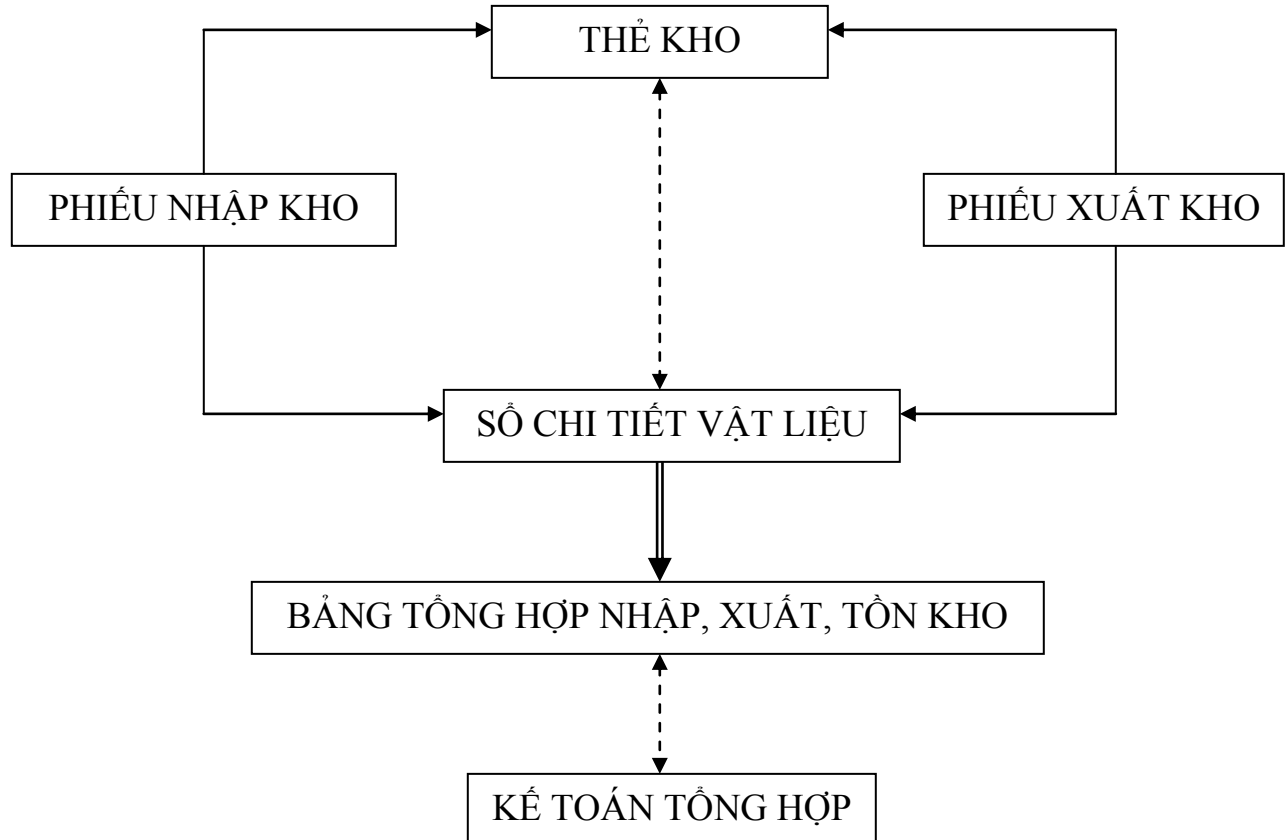 THẺ KHO
PHIẾU NHẬP KHO
PHIẾU XUẤT KHO
SỔ CHI TIẾT VẬT LIỆU
BẢNG TỔNG HỢP NHẬP, XUẤT, TỒN KHO
KẾ TOÁN TỔNG HỢP